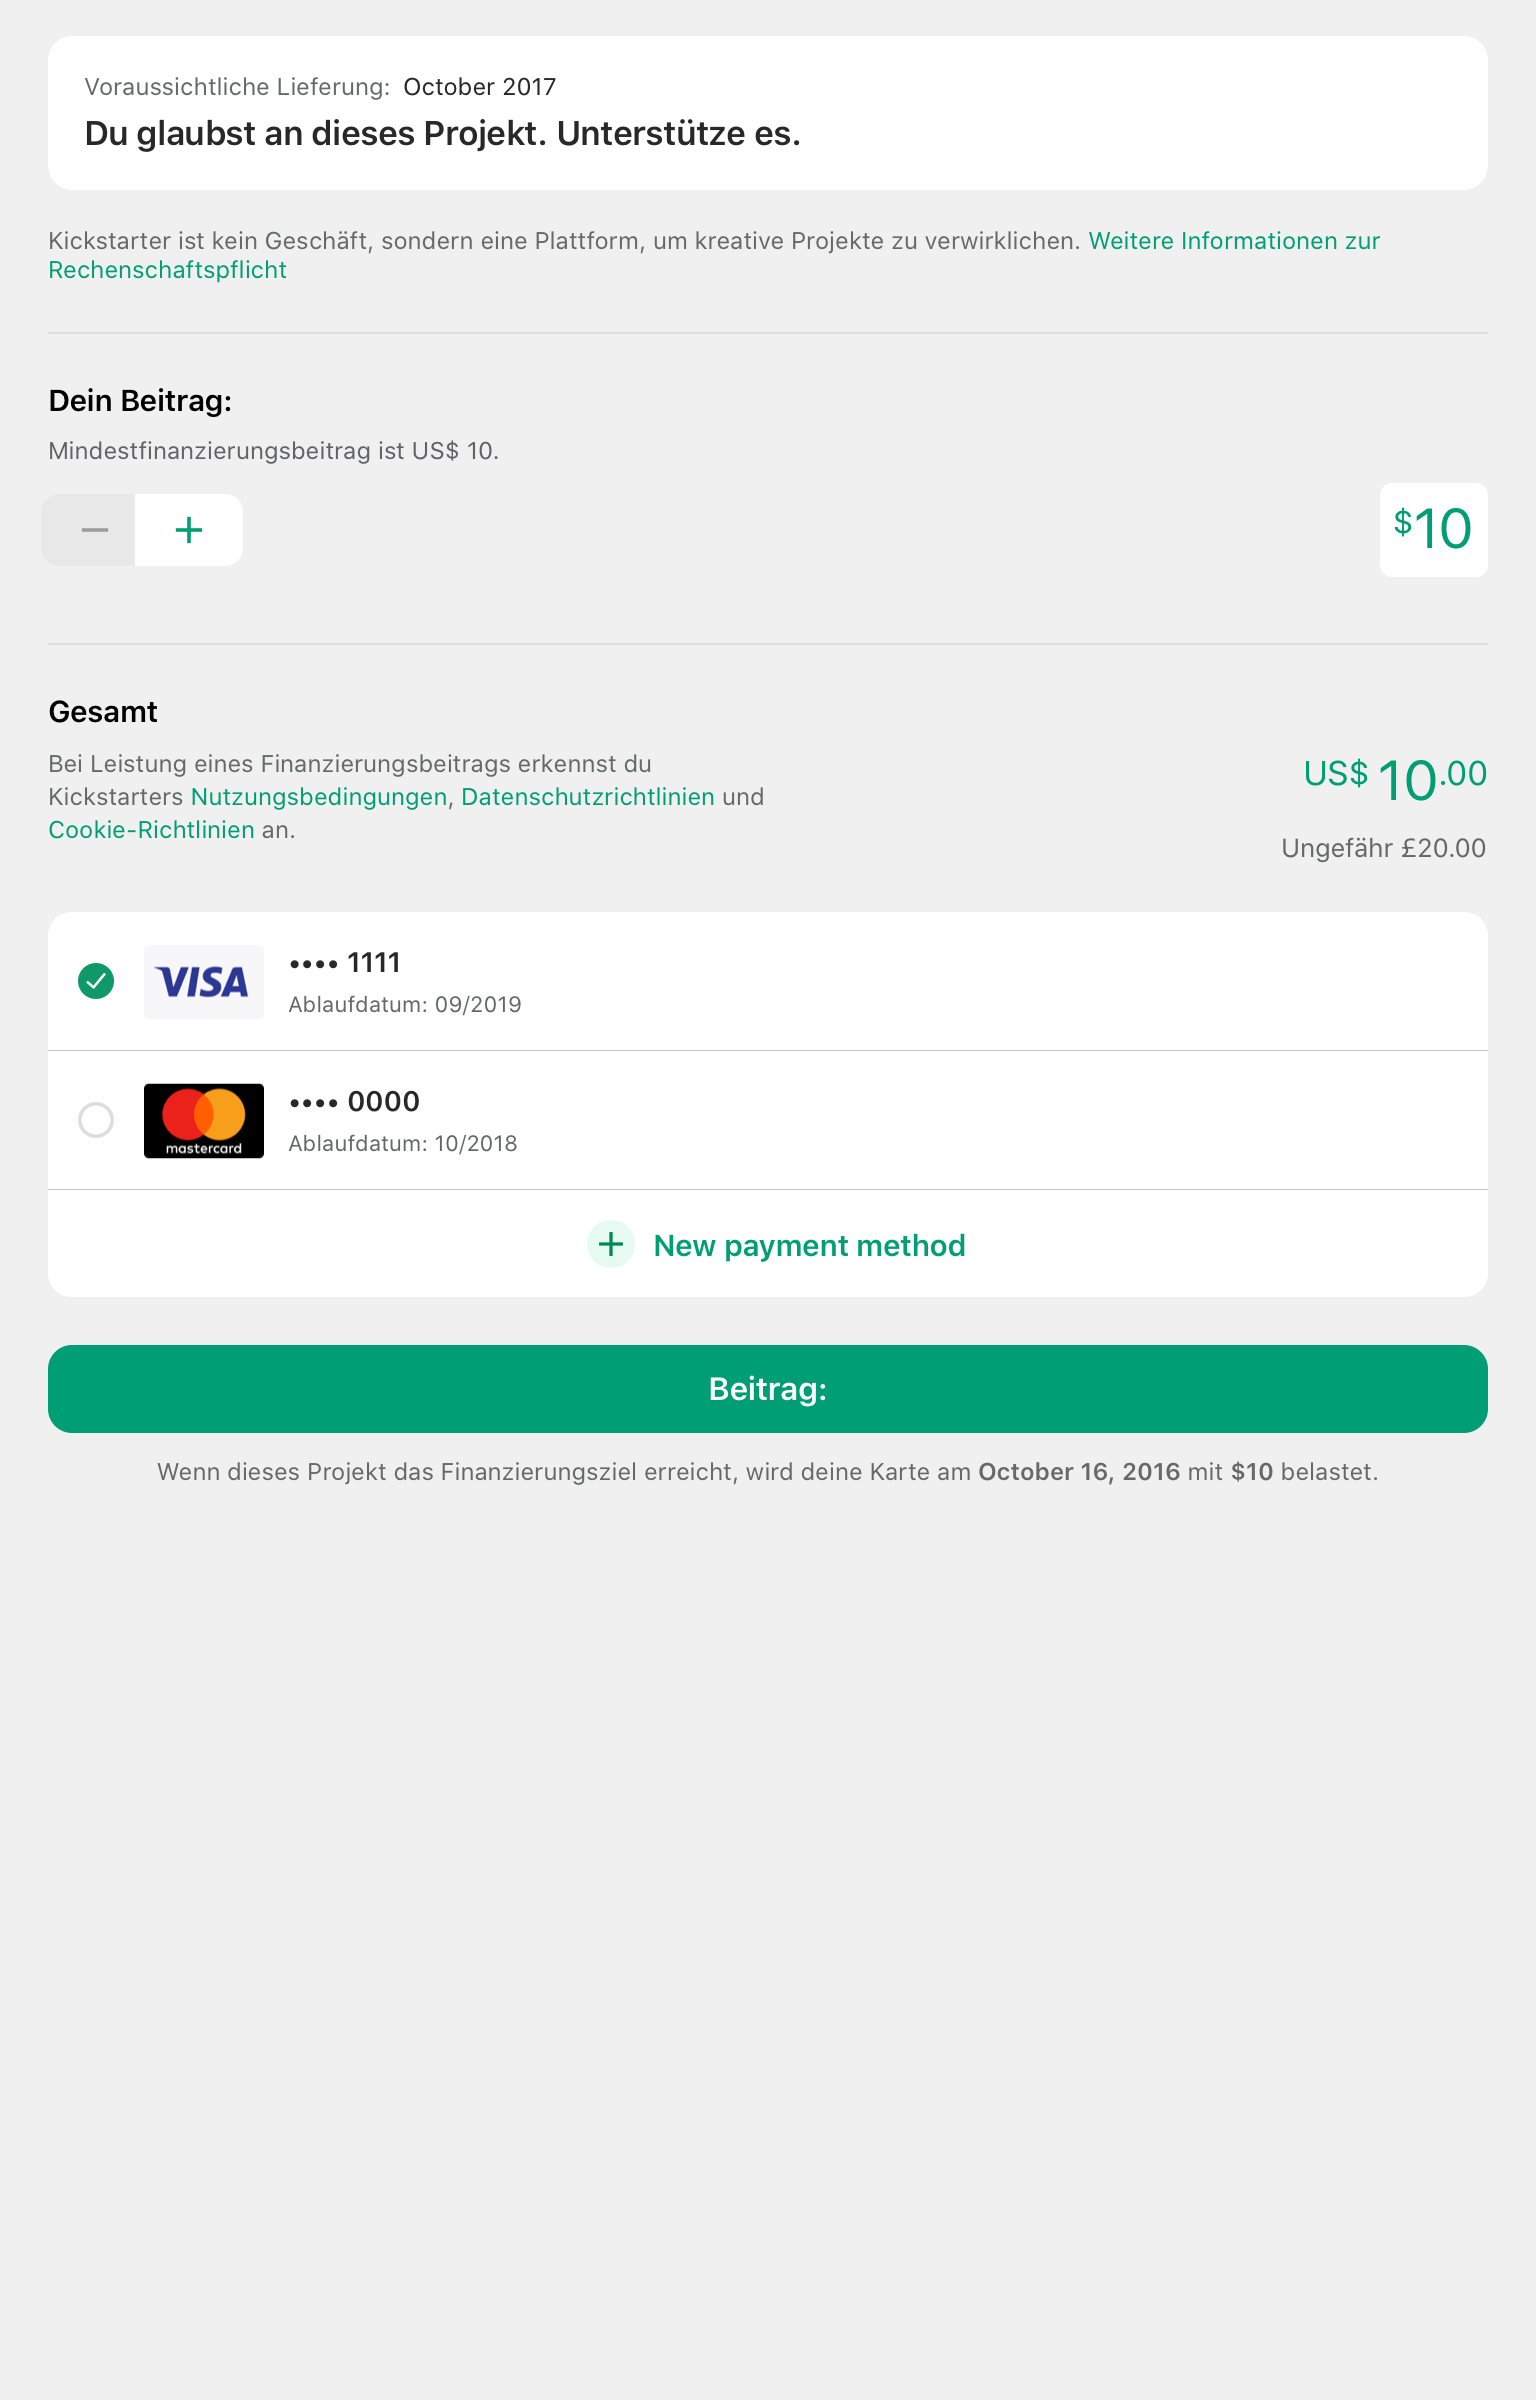 Voraussichtliche Lieferung: October 2017
Du glaubst an dieses Projekt. Unterstütze es.
Kickstarter ist kein Geschäft, sondern eine Plattform, um kreative Projekte zu verwirklichen. Weitere Informationen zur
Rechenschaftspflicht
Dein Beitrag:
Mindestfinanzierungsbeitrag ist US$ 10.
$10
Gesamt
Bei Leistung eines Finanzierungsbeitrags erkennst du
Kickstarters Nutzungsbedingungen, Datenschutzrichtlinien und
Cookie-Richtlinien an.
US$ 10.00
Ungefähr £20.00
VISA
•••• 1111
Ablaufdatum: 09/2019
mastercard
•••• 0000
Ablaufdatum: 10/2018
New payment method
Beitrag:
Wenn dieses Projekt das Finanzierungsziel erreicht, wird deine Karte am October 16, 2016 mit $10 belastet.